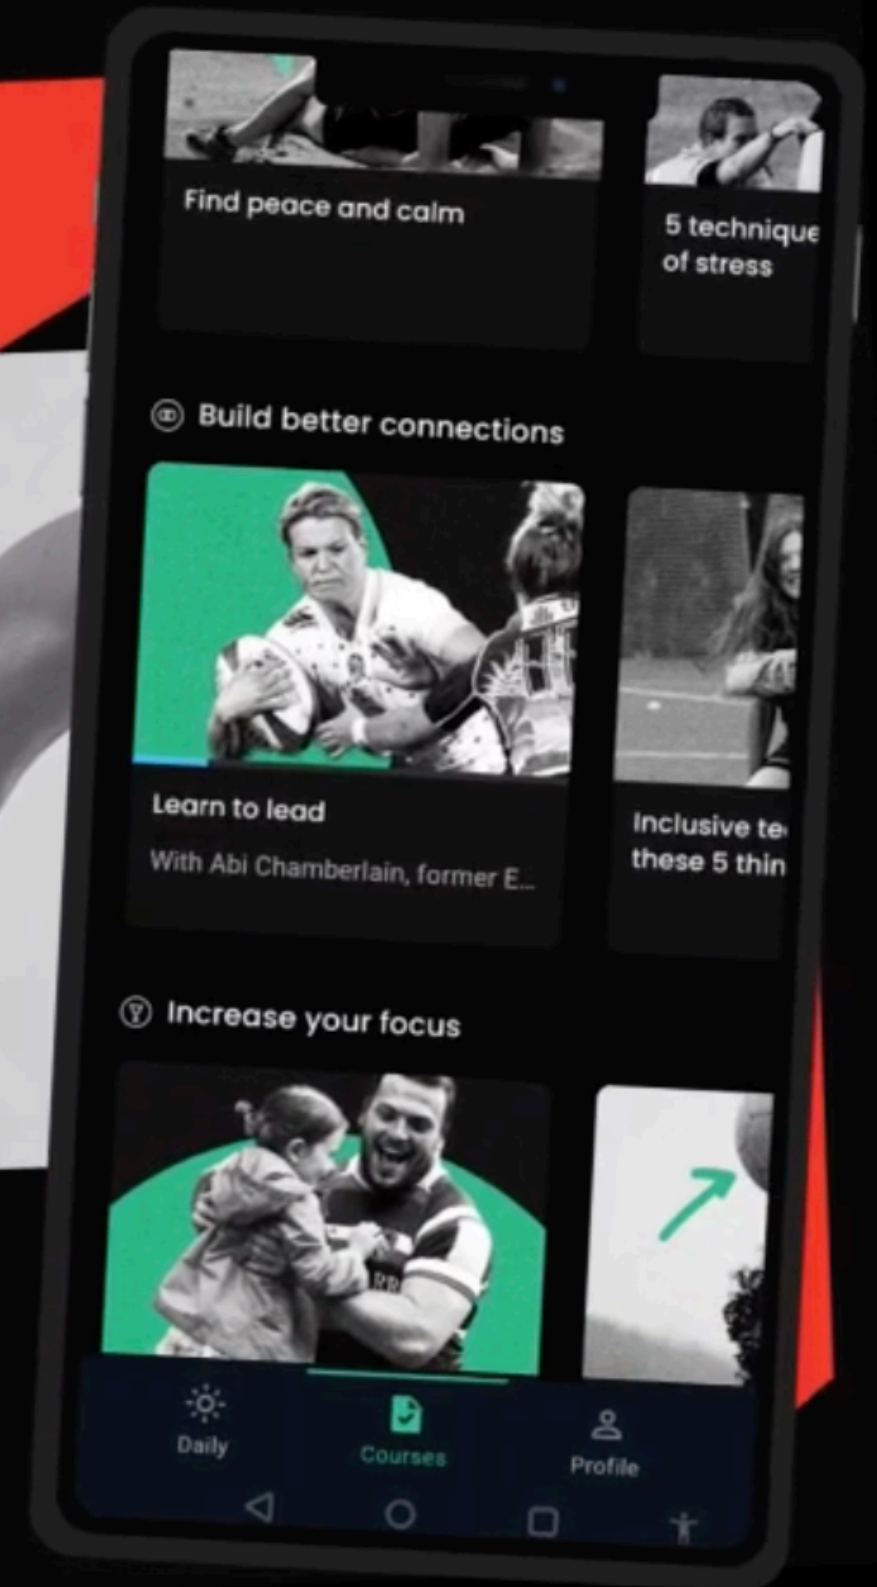 Find peace and calm
5 technique
of stress
Build better connections
Learn to lead
With Abi Chamberlain, former E...
Inclusive te
these 5 thin
Increase your focus
RR
Daily
Courses
Profile